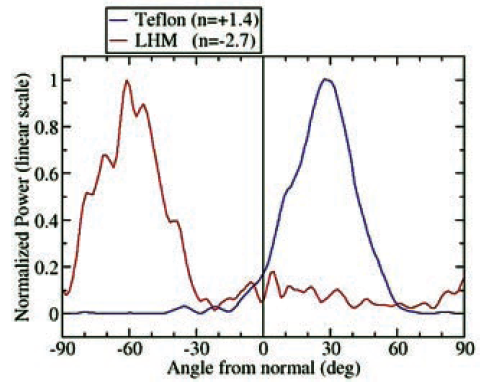 Teflon (n=+1.4)
LHM (n=-2.7)
Normalized Power (linear scale)
1
0.8
0.6
0.4
0.2
0
-90 -60 -30 0 30 60 90
Angle from normal (deg)